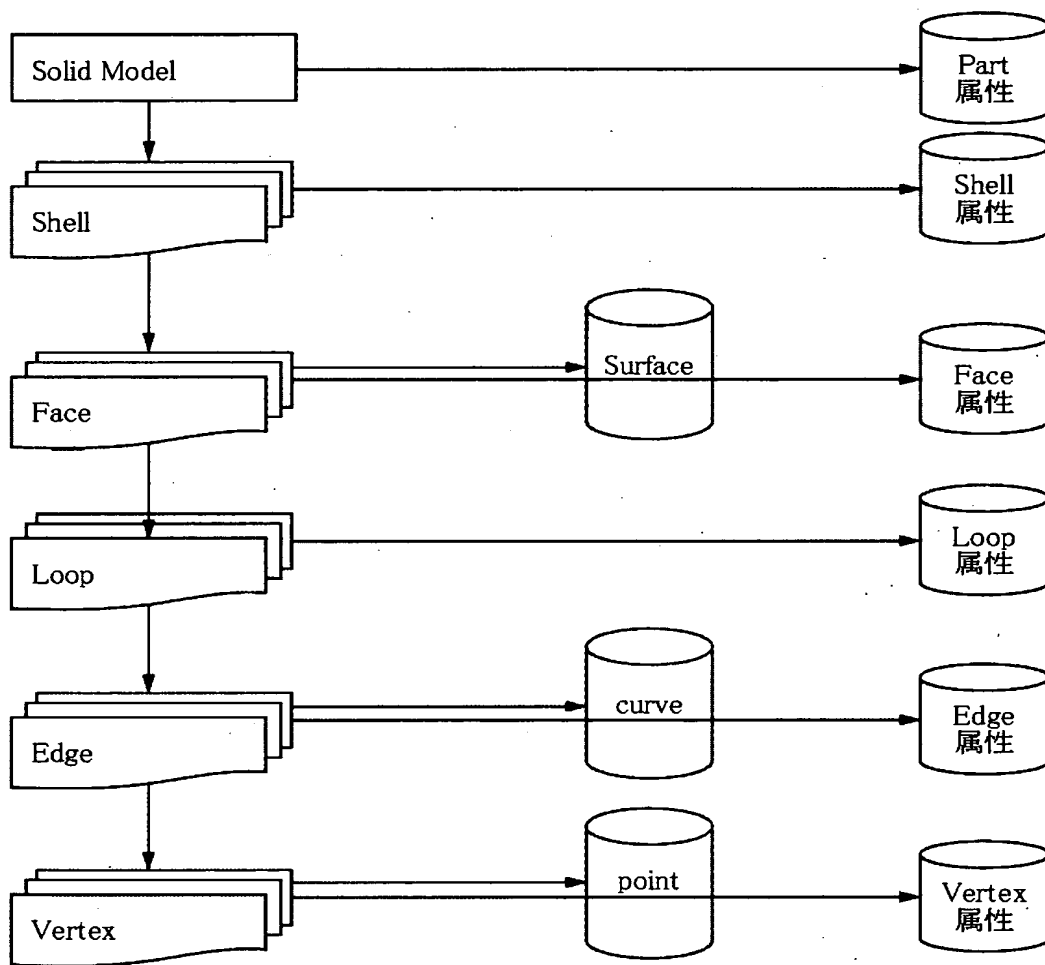 Solid Model
Part
属性
Shell
Shell
属性
Face
Surface
Face
属性
Loop
Loop
属性
Edge
curve
Edge
属性
Vertex
point
Vertex
属性